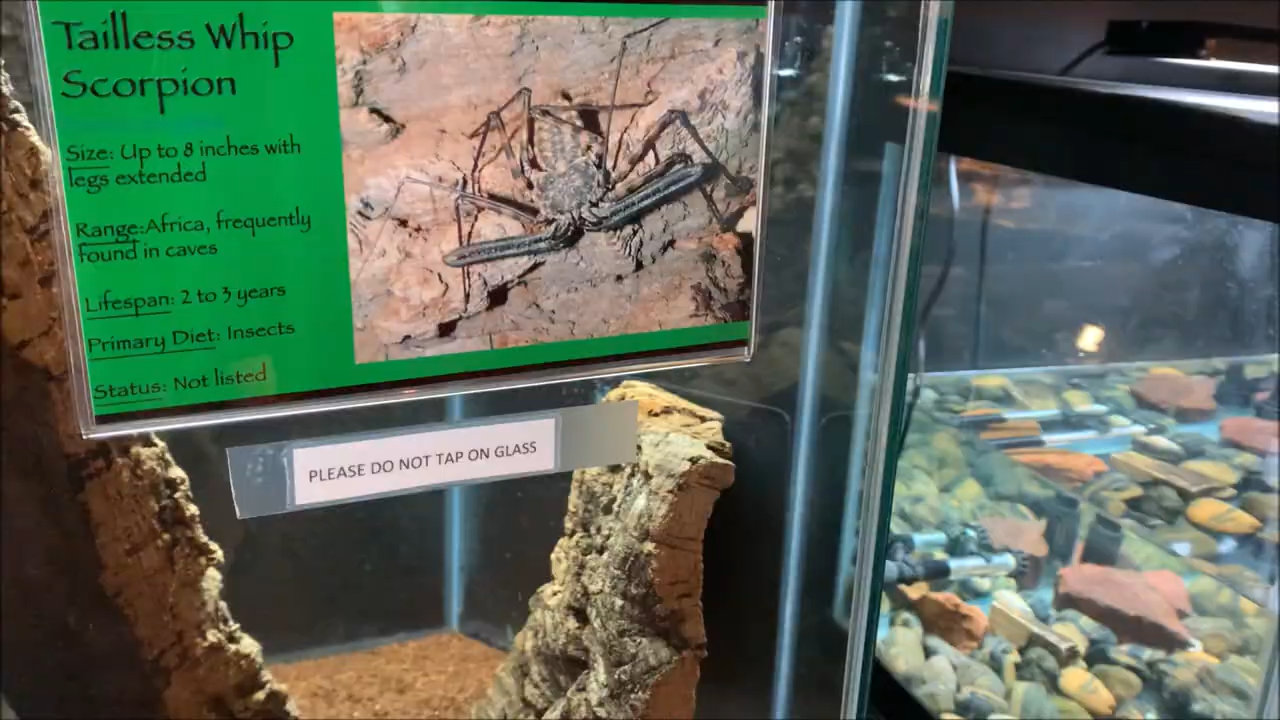 Tailless Whip
Scorpion
Size: Up to 8 inches with
legs extended
Range:Africa, frequently
found in caves
Lifespan: 2 to 3 years
Primary Diet: Insects
Status: Not listed
PLEASE DO NOT TAP ON GLASS